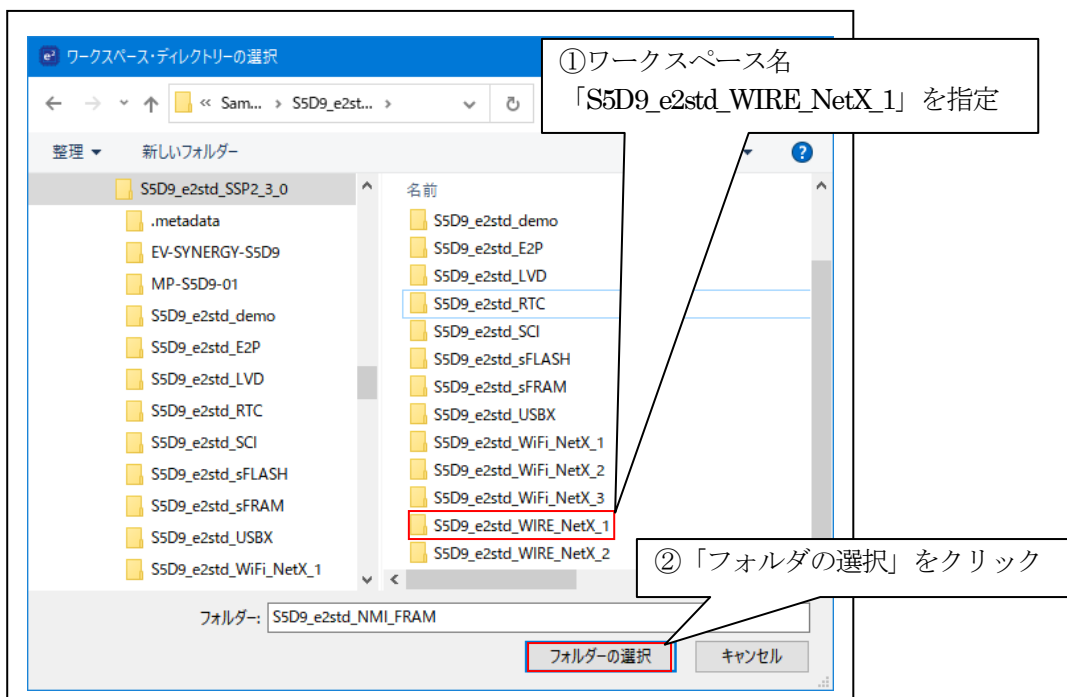 ワークスペース・ディレクトリーの選択
①ワークスペース名
「S5D9_e2std_WIRE_NetX_1」を指定
« Sam... › S5D9_e2st... ›
整理 新しいフォルダー
S5D9_e2std_SSP2_3_0
.metadata
EV-SYNERGY-S5D9
MP-S5D9-01
S5D9_e2std_demo
S5D9_e2std_E2P
S5D9_e2std_LVD
S5D9_e2std_RTC
S5D9_e2std_SCI
S5D9_e2std_sFLASH
S5D9_e2std_sFRAM
S5D9_e2std_USBX
S5D9_e2std_WiFi_NetX_1
名前
S5D9_e2std_demo
S5D9_e2std_E2P
S5D9_e2std_LVD
S5D9_e2std_RTC
S5D9_e2std_SCI
S5D9_e2std_sFLASH
S5D9_e2std_sFRAM
S5D9_e2std_USBX
S5D9_e2std_WiFi_NetX_1
S5D9_e2std_WiFi_NetX_2
S5D9_e2std_WiFi_NetX_3
S5D9_e2std_WIRE_NetX_1
S5D9_e2std_WIRE_NetX_2
②「フォルダの選択」をクリック
フォルダー: S5D9_e2std_NMI_FRAM
フォルダーの選択 キャンセル